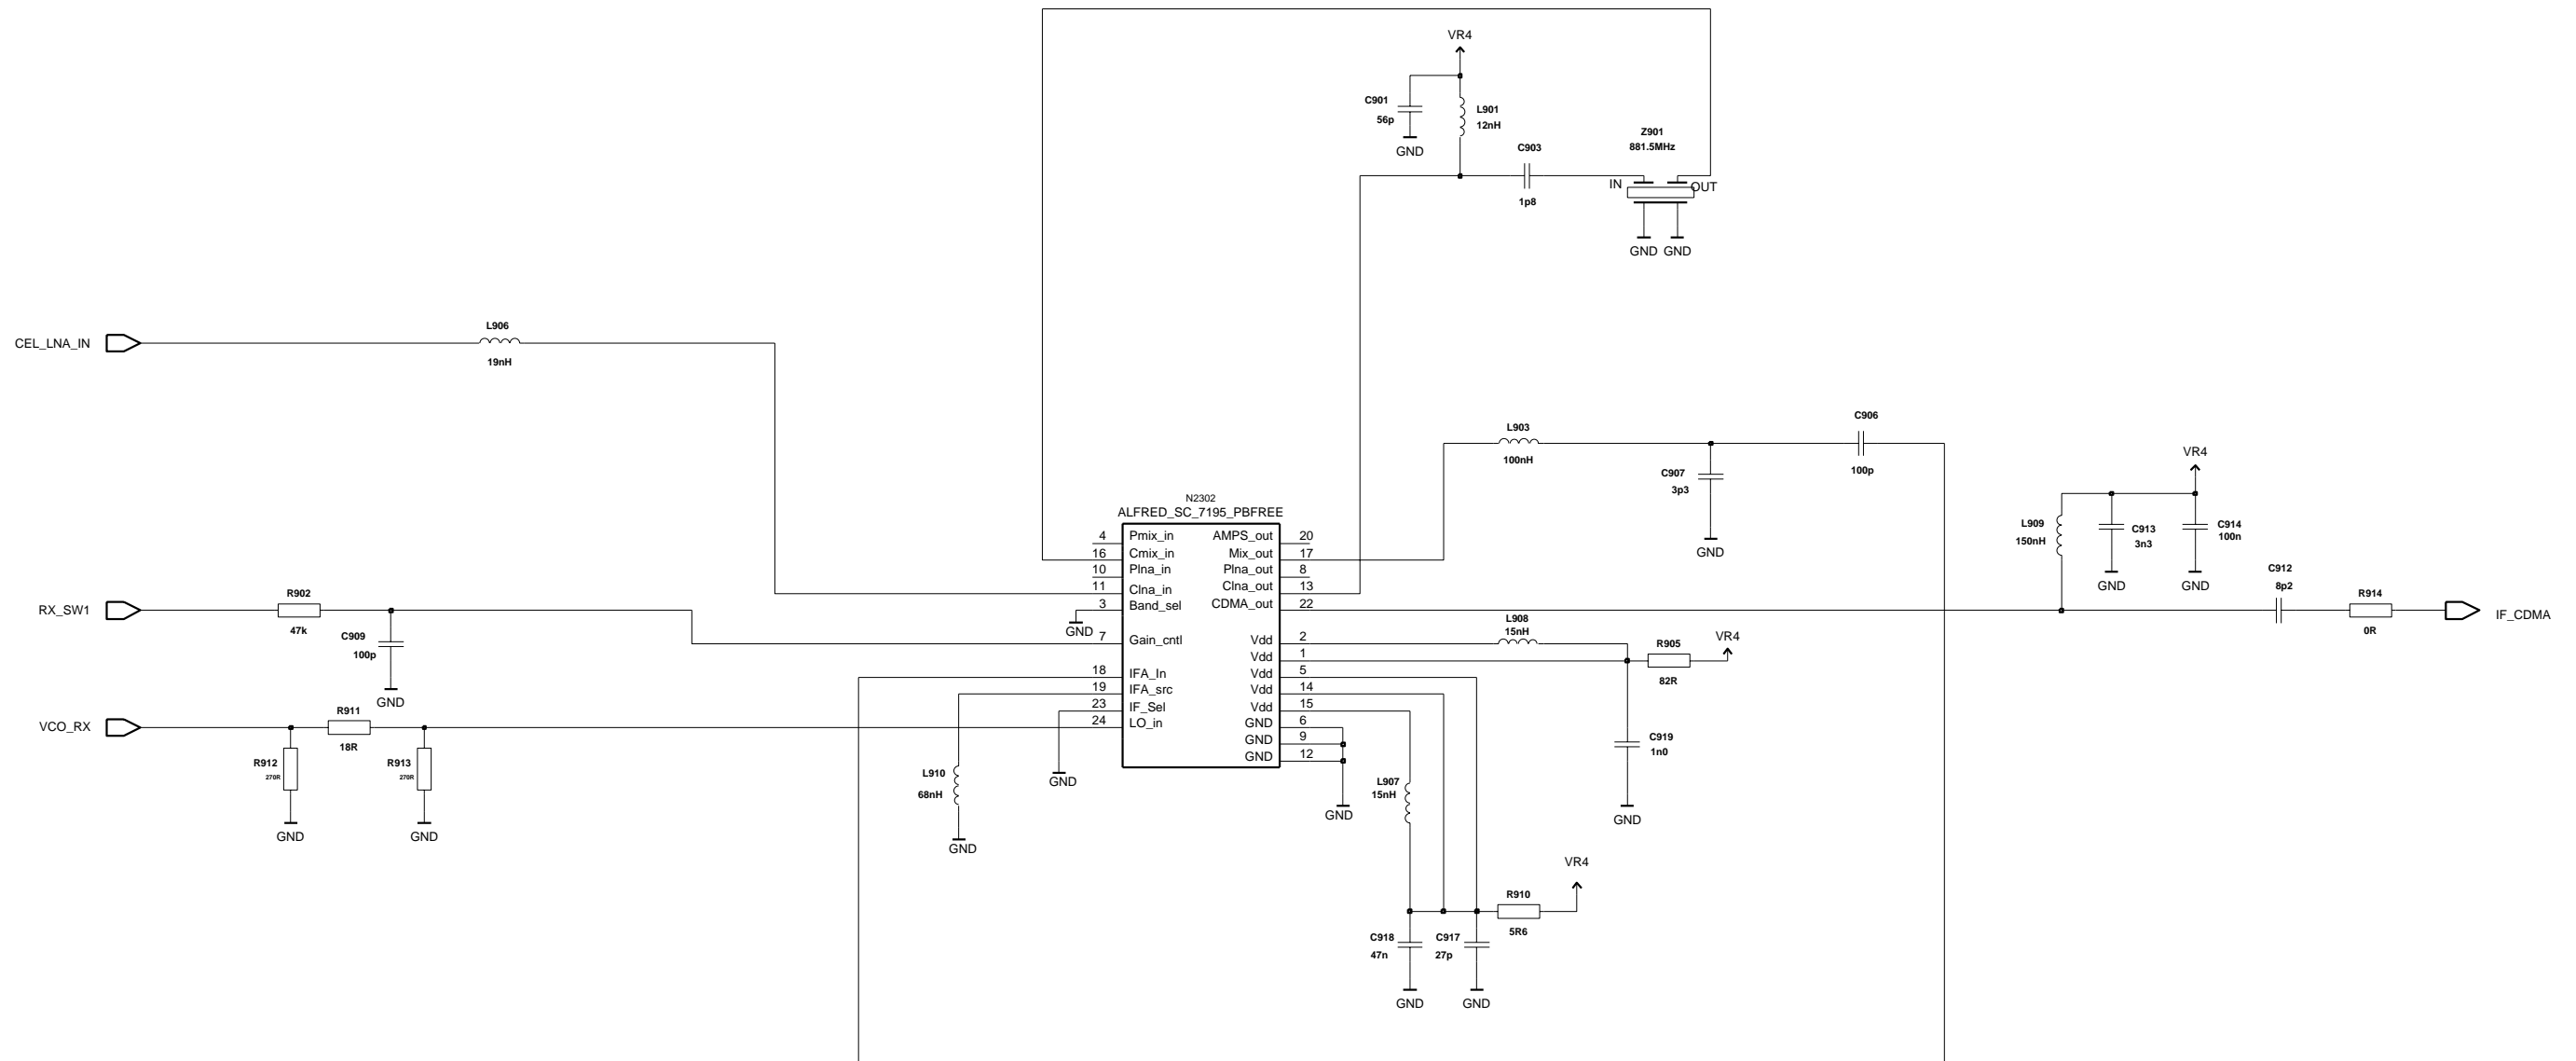 VR4
C901
56p
GND
L901
12nH
C903
1p8
Z901
881.5MHz
IN
OUT
GND GND
CEL_LNA_IN
L906
19nH
L903
100nH
C906
100p
C907
3p3
GND
VR4
L909
150nH
C913
3n3
C914
100n
GND
GND
C912
8p2
R914
0R
IF_CDMA
N2302
ALFRED_SC_7195_PBFREE
4 Pmix_in AMPS_out 20
16 Cmix_in Mix_out 17
10 Plna_in Plna_out 8
11 Clna_in Clna_out 13
3 Band_sel CDMA_out 22
GND
7 Gain_cntl Vdd 2
Vdd 1
18 IFA_In Vdd 5
19 IFA_src Vdd 14
23 IF_Sel Vdd 15
24 LO_in GND 6
GND 9
GND 12
RX_SW1
R902
47k
C909
100p
GND
VCO_RX
R911
18R
R912
270R
R913
270R
GND
GND
L910
68nH
GND
GND
L908
15nH
R905
82R
VR4
C919
1n0
GND
GND
L907
15nH
VR4
R910
5R6
C918
47n
C917
27p
GND
GND